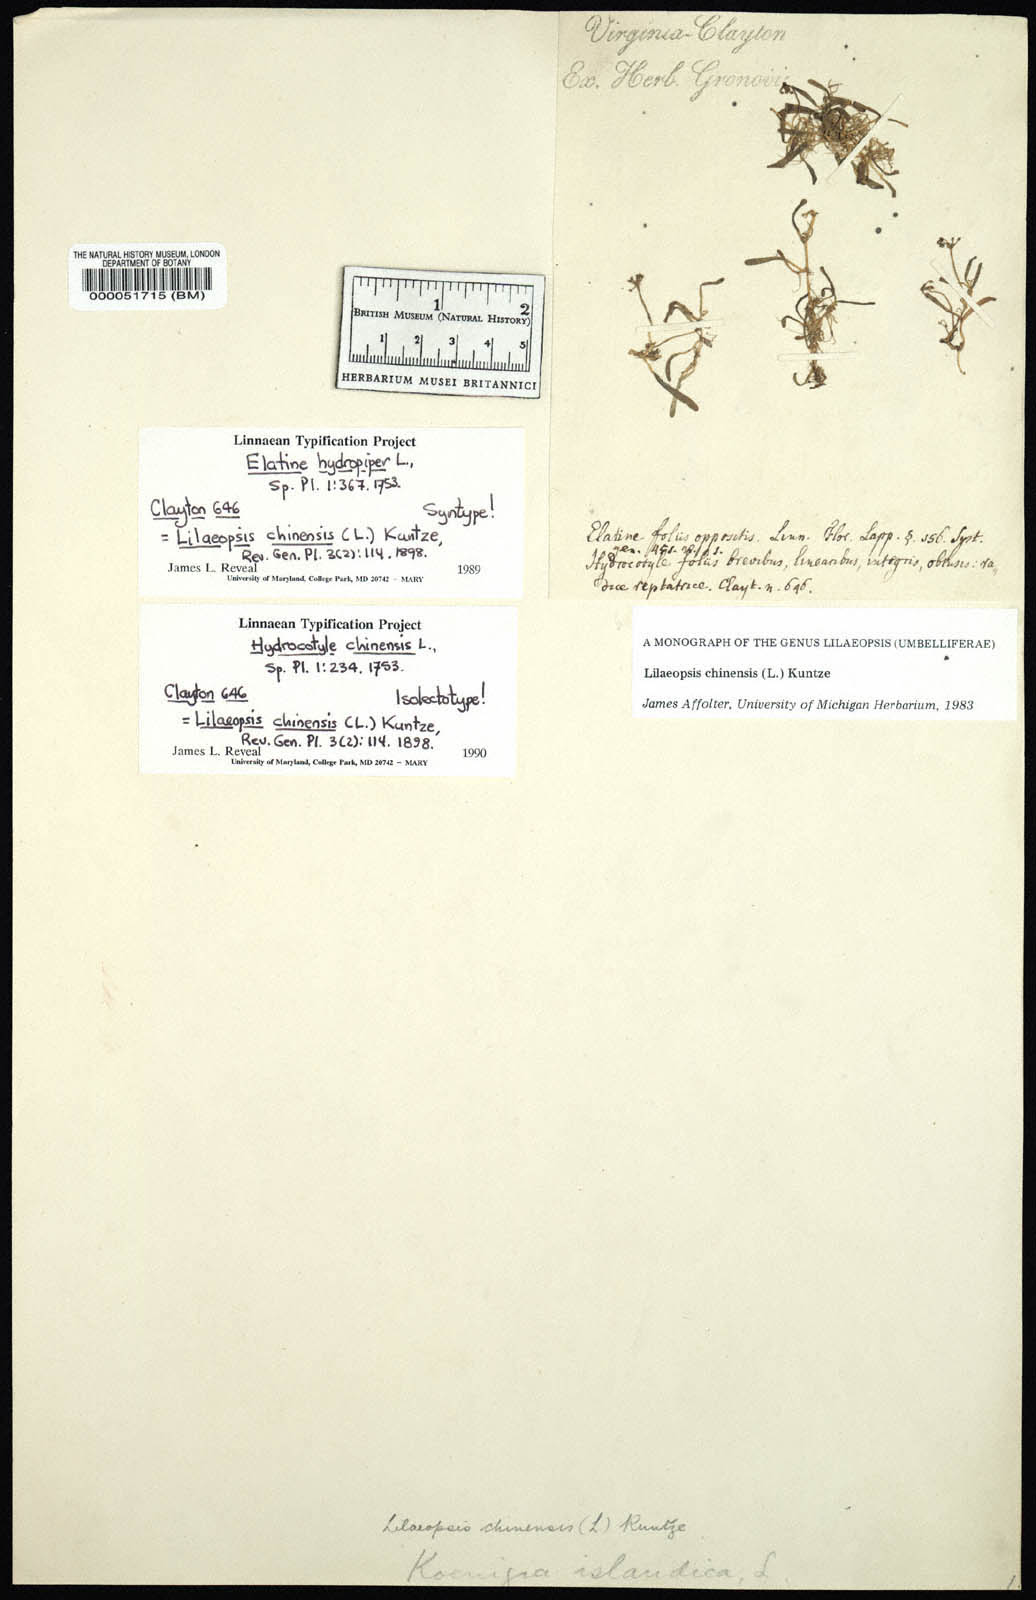 Virginia-Clayton
Ex. Herb. Gronovii
THE NATURAL HISTORY MUSEUM, LONDON
DEPARTMENT OF BOTANY
000051715 (BM)
1 2
BRITISH MUSEUM (NATURAL HISTORY)
1 2 3 4 5
HERBARIUM MUSEI BRITANNICI
Linnaean Typification Project
Elatine hydropiper L.,
Sp. Pl. 1:367. 1753.
Clayton 646 Syntype!
= Lilaeopsis chinensis (L.) Kuntze,
Rev. Gen. Pl. 3(2):114. 1898.
James L. Reveal 1989
University of Maryland, College Park, MD 20742 – MARY
Elatine foliis oppositis. Linn. Flor. Lapp. §. 156. Syst.
gen.
Hydrocotyle foliis brevibus, linearibus, integris, obtusis: ra,
dice reptatrice. Clayt. n. 646.
Linnaean Typification Project
Hydrocotyle chinensis L.,
Sp. Pl. 1:234. 1753.
Clayton 646 Isolectotype!
= Lilaeopsis chinensis (L.) Kuntze,
Rev. Gen. Pl. 3(2):114. 1898.
James L. Reveal 1990
University of Maryland, College Park, MD 20742 – MARY
A MONOGRAPH OF THE GENUS LILAEOPSIS (UMBELLIFERAE)
Lilaeopsis chinensis (L.) Kuntze
James Affolter, University of Michigan Herbarium, 1983
Lilaeopsis chinensis (L) Kuntze
Koenigia islandica, L.